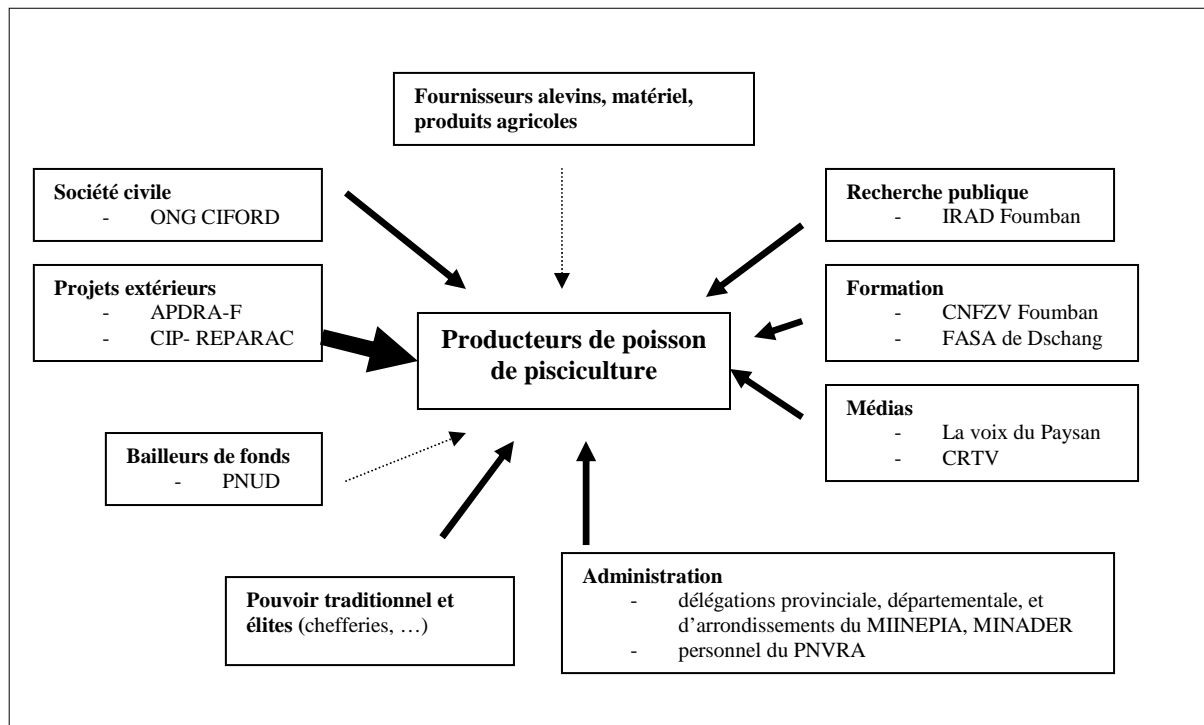 Fournisseurs alevins, matériel,
produits agricoles
Société civile
- ONG CIFORD
Recherche publique
- IRAD Foumban
Projets extérieurs
- APDRA-F
- CIP- REPARAC
Formation
- CNFZV Foumban
- FASA de Dschang
Producteurs de poisson
de pisciculture
Médias
- La voix du Paysan
- CRTV
Bailleurs de fonds
- PNUD
Pouvoir traditionnel et
élites (chefferies, …)
Administration
- délégations provinciale, départementale, et
d'arrondissements du MIINEPIA, MINADER
- personnel du PNVRA